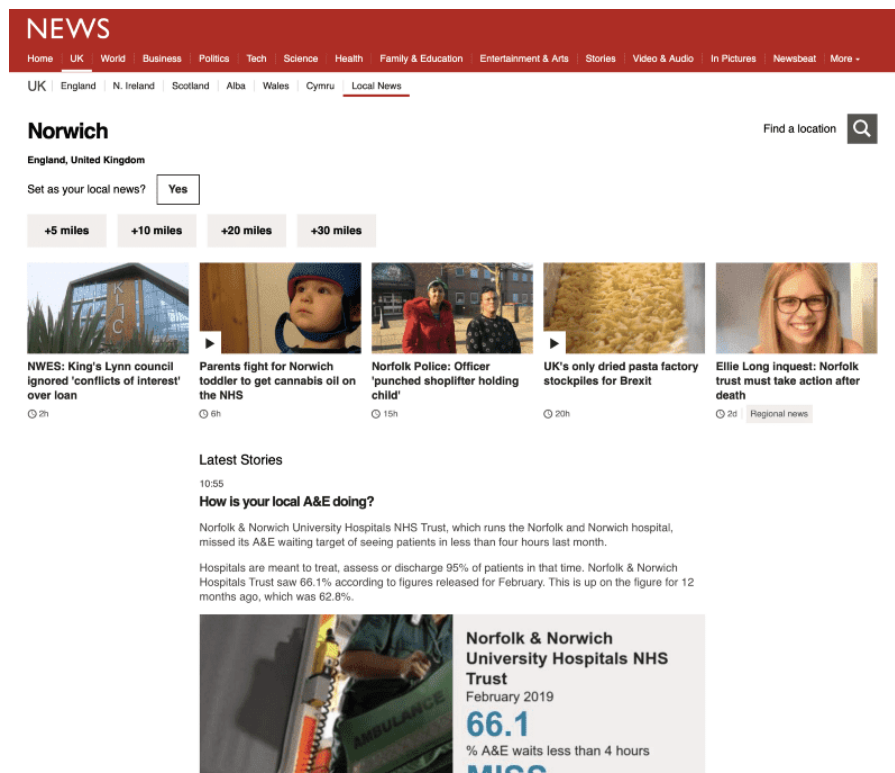 NEWS
Home UK World Business Politics Tech Science Health Family & Education Entertainment & Arts Stories Video & Audio In Pictures Newsbeat More
UK England N. Ireland Scotland Alba Wales Cymru Local News
Norwich
Find a location
England, United Kingdom
Set as your local news? Yes
+5 miles +10 miles +20 miles +30 miles
KLIC
NWES: King's Lynn council
ignored 'conflicts of interest'
over loan
2h
Parents fight for Norwich
toddler to get cannabis oil on
the NHS
6h
Norfolk Police: Officer
'punched shoplifter holding
child'
15h
UK's only dried pasta factory
stockpiles for Brexit
20h
Ellie Long inquest: Norfolk
trust must take action after
death
2d Regional news
Latest Stories
10:55
How is your local A&E doing?
Norfolk & Norwich University Hospitals NHS Trust, which runs the Norfolk and Norwich hospital,
missed its A&E waiting target of seeing patients in less than four hours last month.
Hospitals are meant to treat, assess or discharge 95% of patients in that time. Norfolk & Norwich
Hospitals Trust saw 66.1% according to figures released for February. This is up on the figure for 12
months ago, which was 62.8%.
AMBULANCE
Norfolk & Norwich
University Hospitals NHS
Trust
February 2019
66.1
% A&E waits less than 4 hours
MISS